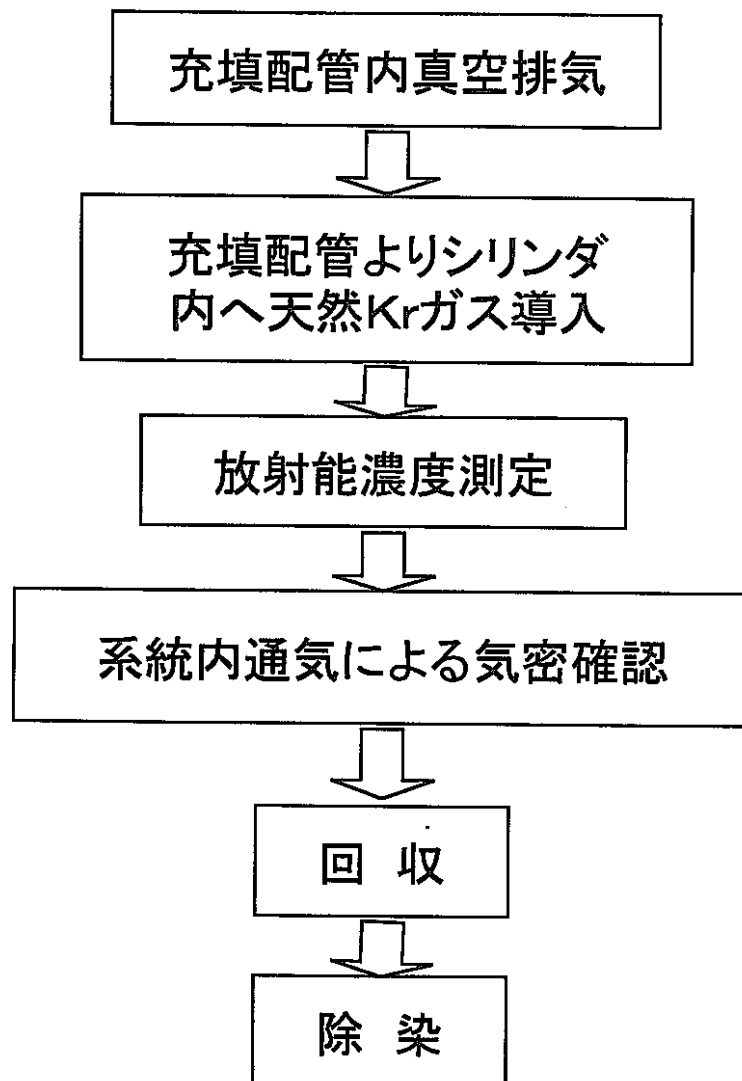 充填配管内真空排気
充填配管よりシリンダ
内へ天然Krガス導入
放射能濃度測定
系統内通気による気密確認
回 収
除 染